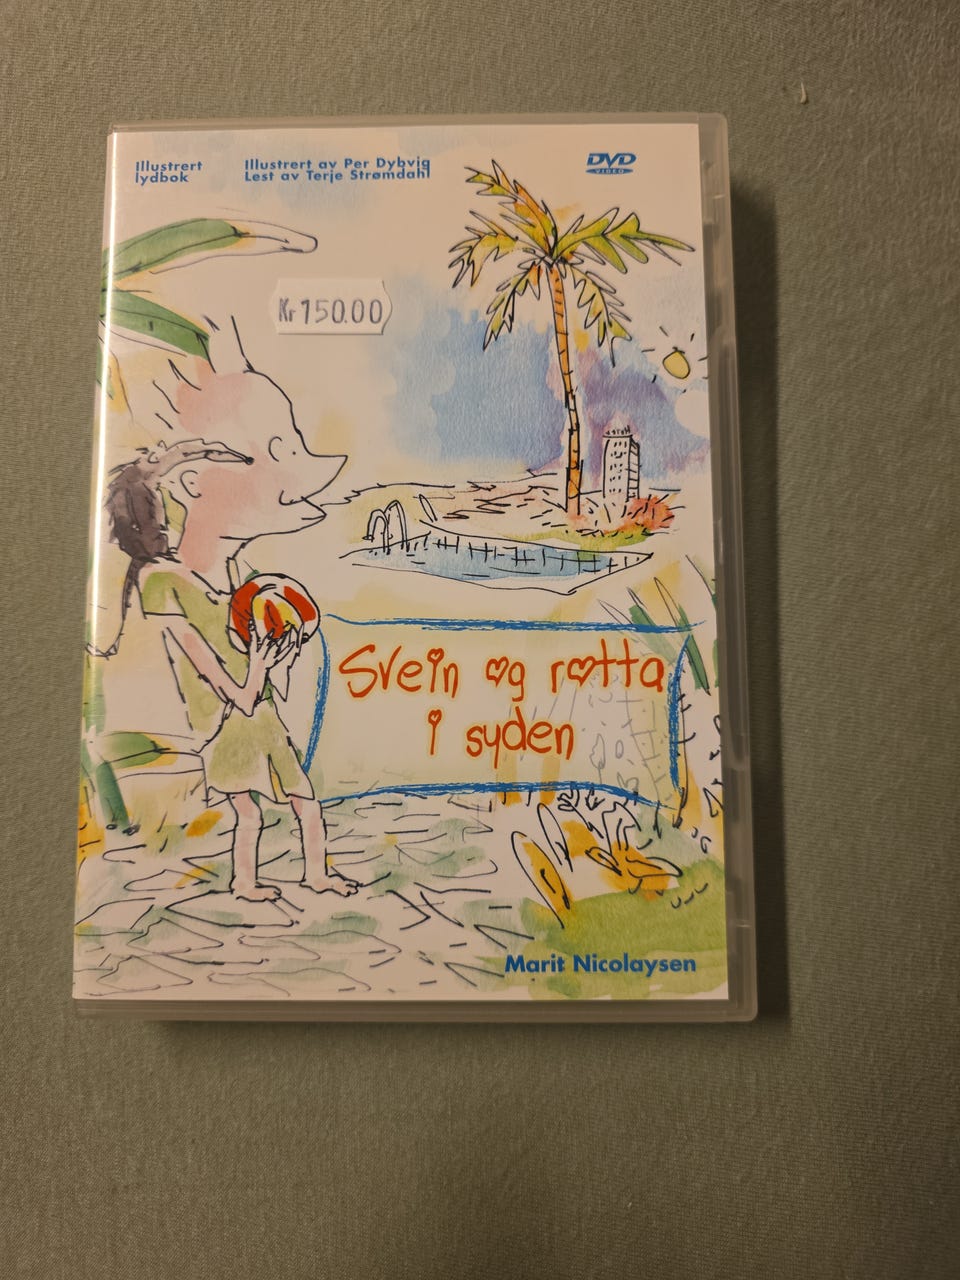 Illustrert
lydbok
Illustrert av Per Dybvig
Lest av Terje Strømdahl
DVD
VIDEO
Kr 150.00
HOTEL
Svein og rotta
i syden
Marit Nicolaysen